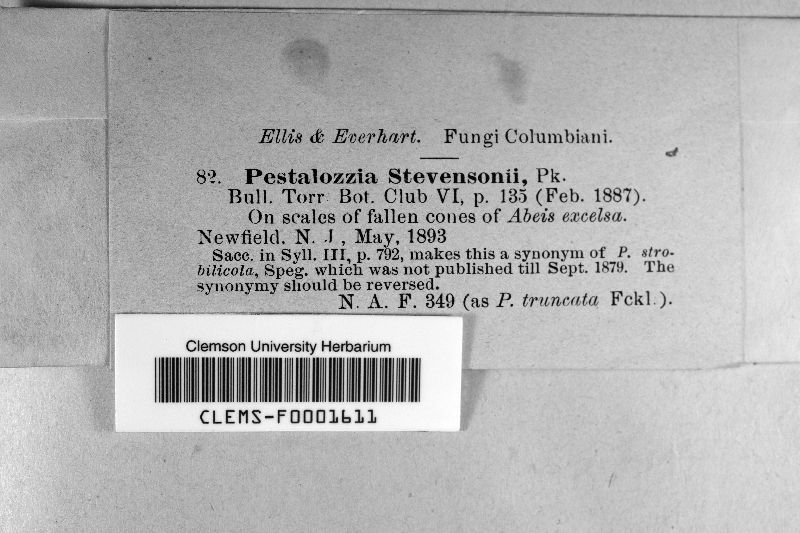 Ellis & Everhart. Fungi Columbiani.
82. Pestalozzia Stevensonii, Pk.
Bull. Torr. Bot. Club VI, p. 135 (Feb. 1887).
On scales of fallen cones of Abeis excelsa.
Newfield, N. J., May, 1893
Sacc. in Syll. III, p. 792, makes this a synonym of P. stro-
bilicola, Speg. which was not published till Sept. 1879. The
synonymy should be reversed.
N. A. F. 349 (as P. truncata Fckl.).
Clemson University Herbarium
CLEMS-F0001611